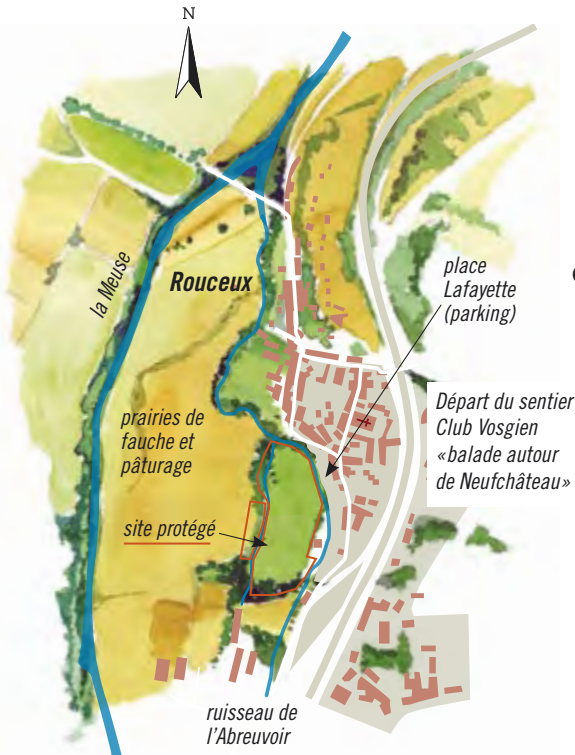 N
la Meuse
Rouceux
place
Lafayette
(parking)
Départ du sentier
Club Vosgien
«balade autour
de Neufchâteau»
prairies de
fauche et
pâturage
site protégé
ruisseau de
l'Abreuvoir